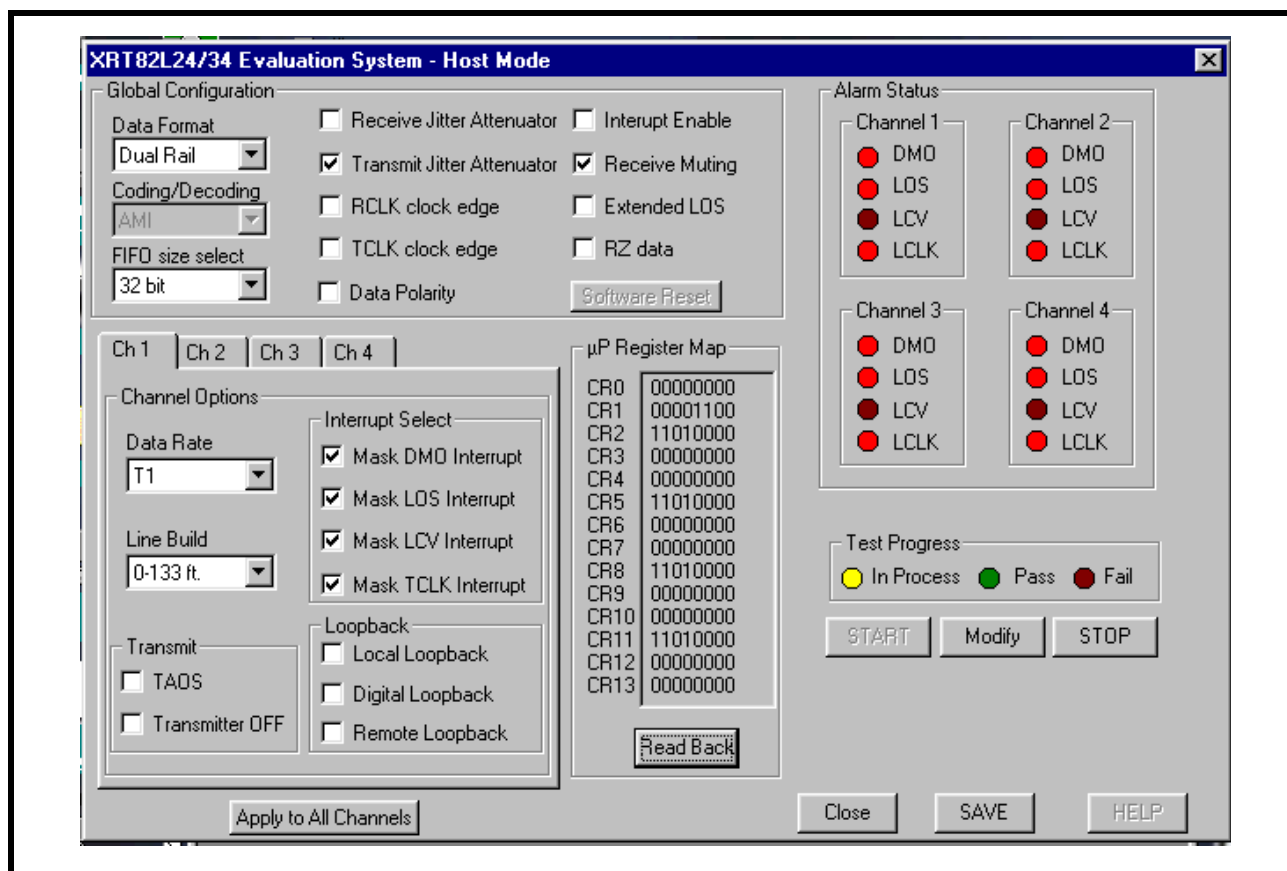 XRT82L24/34 Evaluation System - Host Mode
Global Configuration
Data Format
Dual Rail
Coding/Decoding
AMI
FIFO size select
32 bit
Receive Jitter Attenuator
Transmit Jitter Attenuator
RCLK clock edge
TCLK clock edge
Data Polarity
Interupt Enable
Receive Muting
Extended LOS
RZ data
Software Reset
Ch 1
Ch 2
Ch 3
Ch 4
Channel Options
Data Rate
T1
Line Build
0-133 ft.
Transmit
TAOS
Transmitter OFF
Interrupt Select
Mask DMO Interrupt
Mask LOS Interrupt
Mask LCV Interrupt
Mask TCLK Interrupt
Loopback
Local Loopback
Digital Loopback
Remote Loopback
Apply to All Channels
µP Register Map
CR0 00000000
CR1 00001100
CR2 11010000
CR3 00000000
CR4 00000000
CR5 11010000
CR6 00000000
CR7 00000000
CR8 11010000
CR9 00000000
CR10 00000000
CR11 11010000
CR12 00000000
CR13 00000000
Read Back
Alarm Status
Channel 1
DMO
LOS
LCV
LCLK
Channel 2
DMO
LOS
LCV
LCLK
Channel 3
DMO
LOS
LCV
LCLK
Channel 4
DMO
LOS
LCV
LCLK
Test Progress
In Process Pass Fail
START Modify STOP
Close SAVE HELP